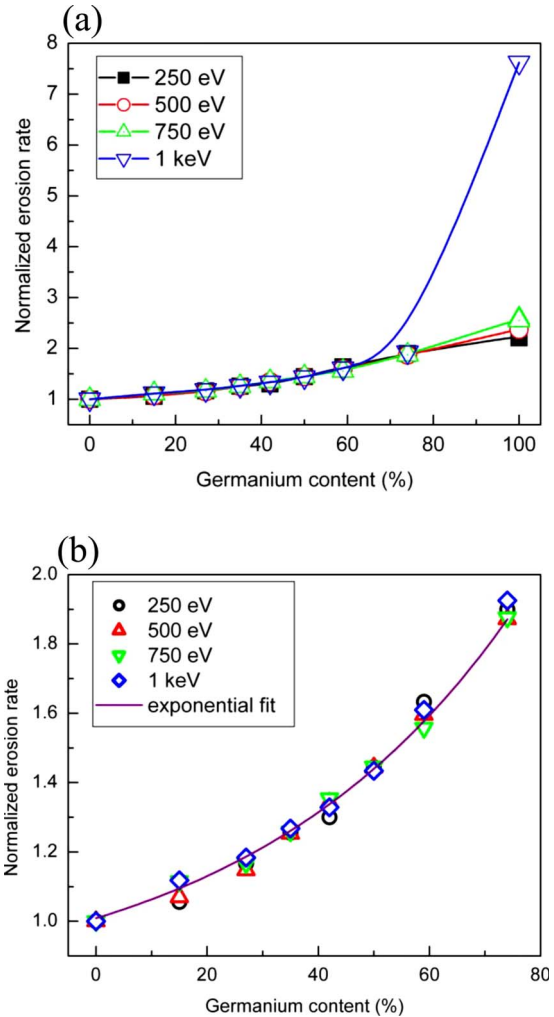 (a)
8
7
6
5
4
3
2
1
Normalized erosion rate
250 eV
500 eV
750 eV
1 keV
0 20 40 60 80 100
Germanium content (%)
(b)
2.0
1.8
1.6
1.4
1.2
1.0
Normalized erosion rate
250 eV
500 eV
750 eV
1 keV
exponential fit
0 20 40 60 80
Germanium content (%)